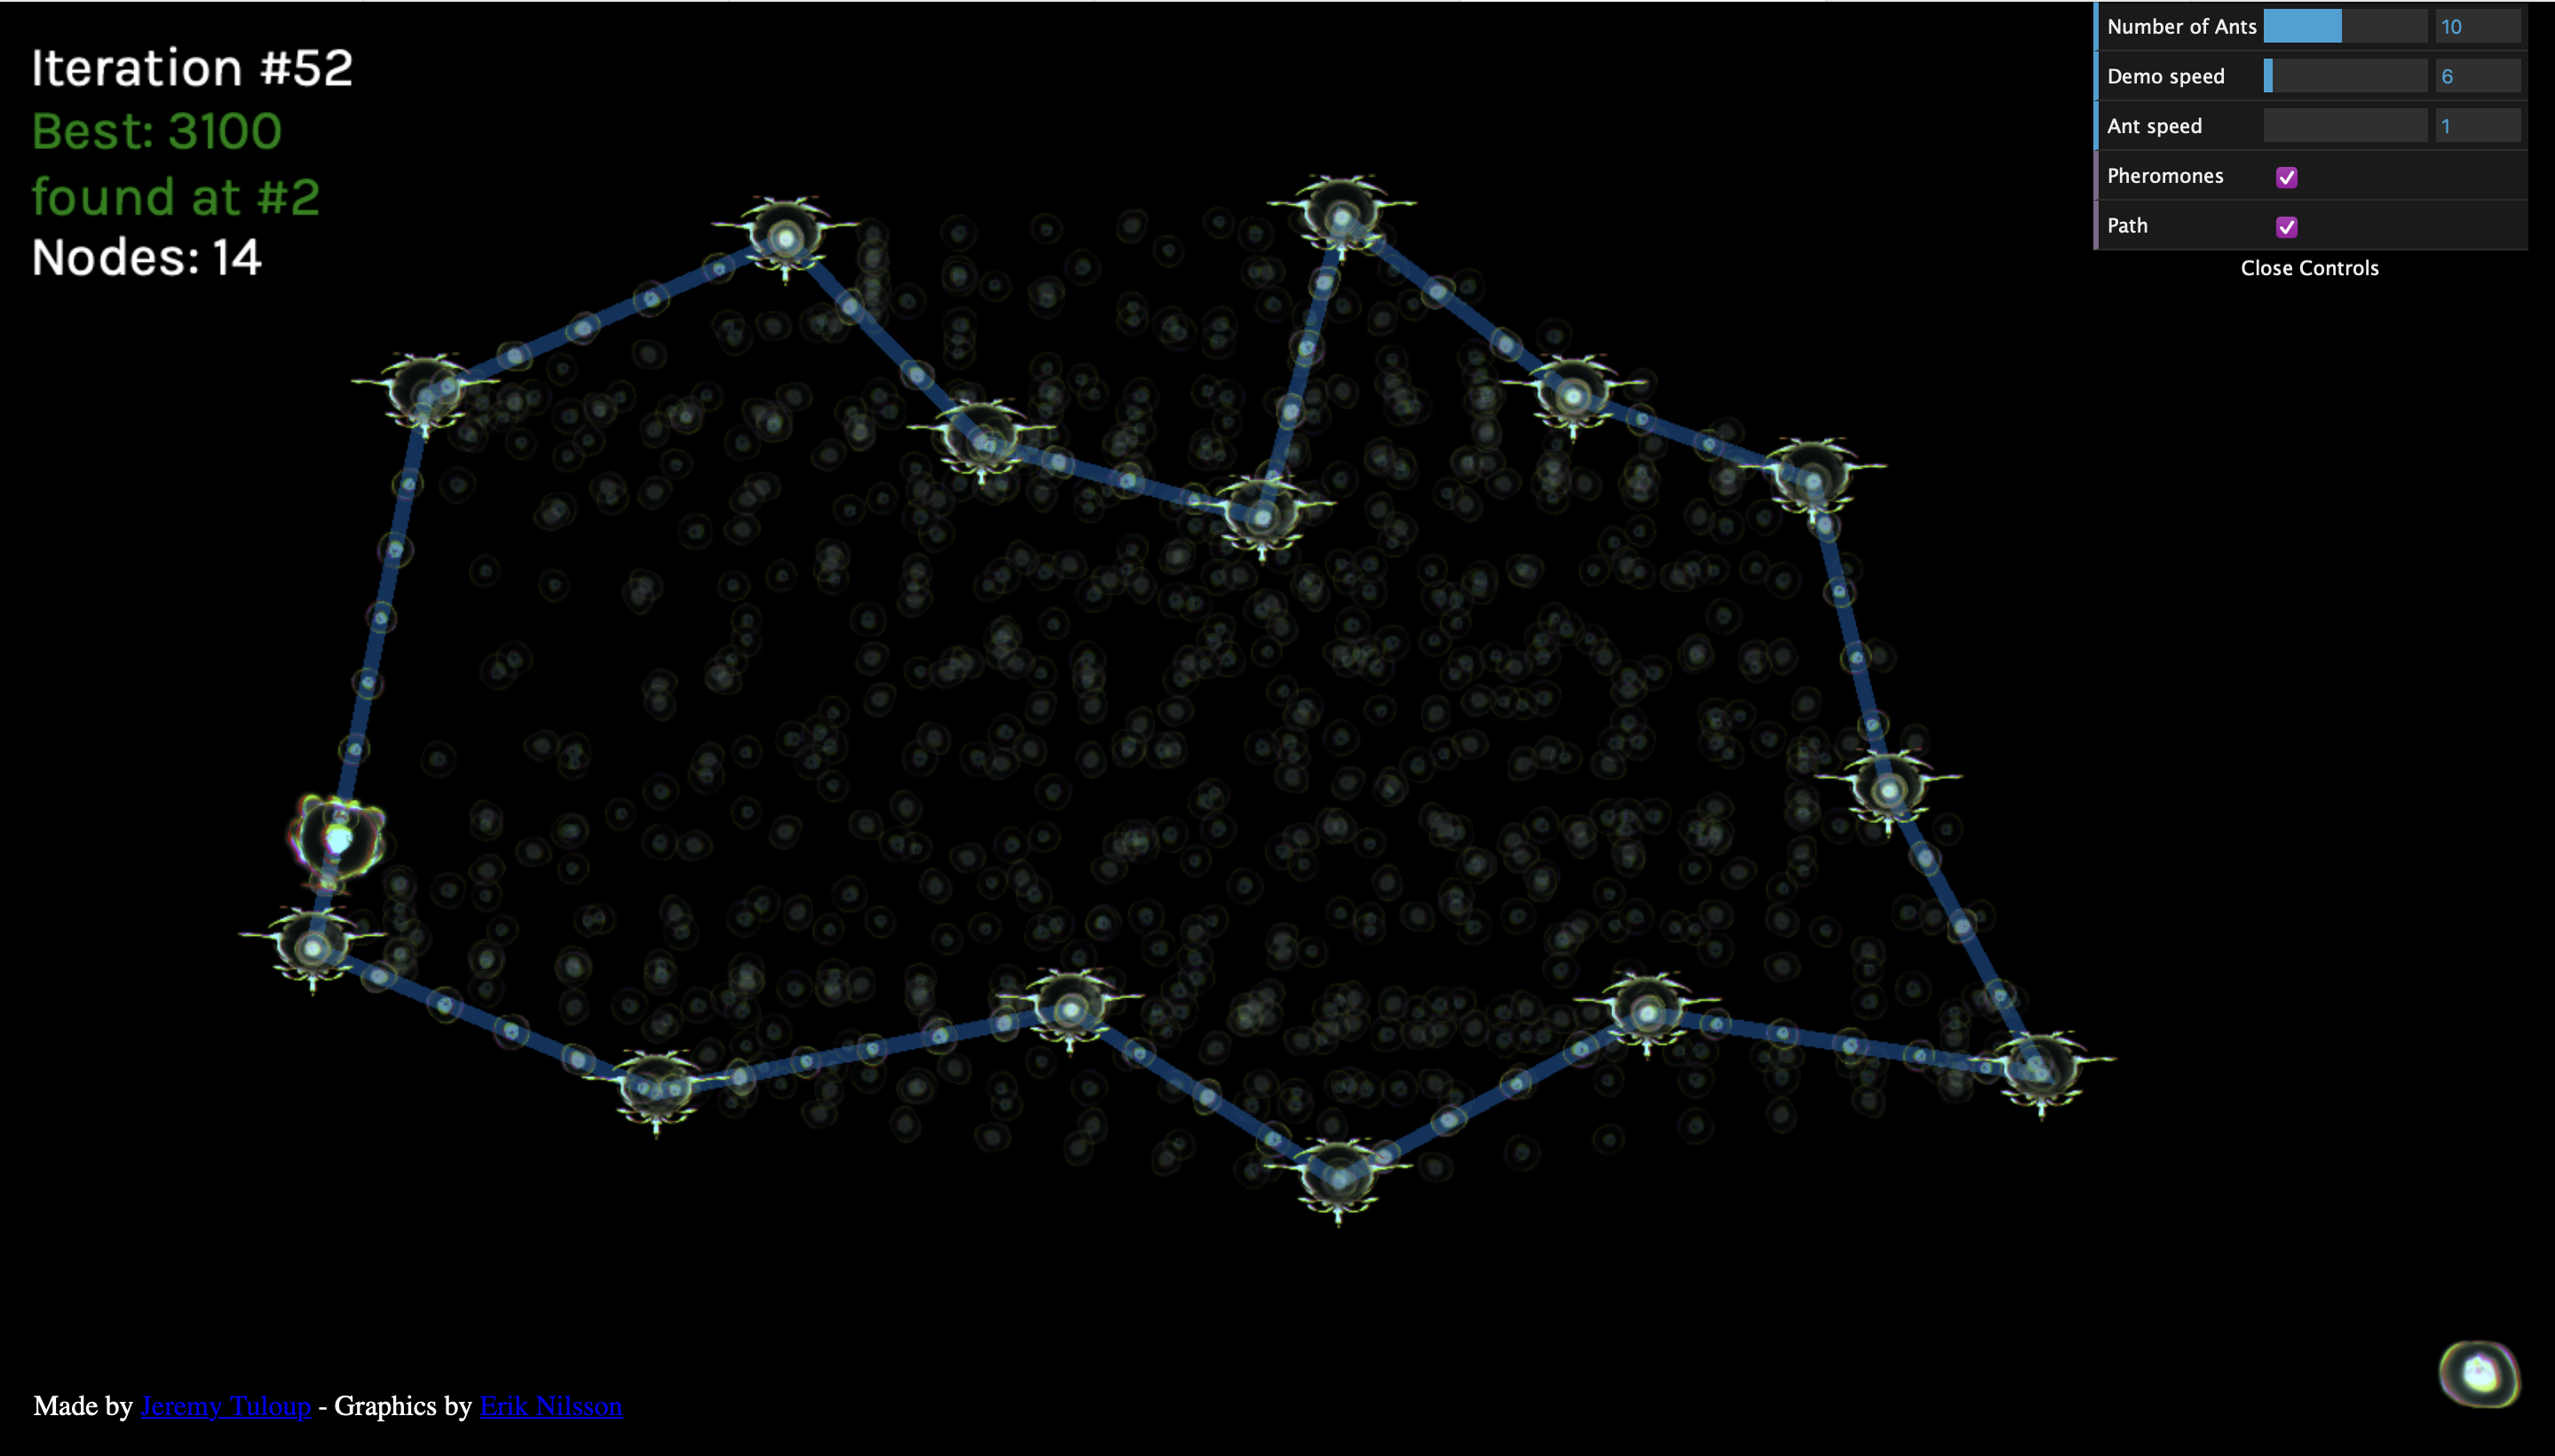 Iteration #52
Best: 3100
found at #2
Nodes: 14
Number of Ants 10
Demo speed 6
Ant speed 1
Pheromones
Path
Close Controls
Made by Jeremy Tuloup - Graphics by Erik Nilsson